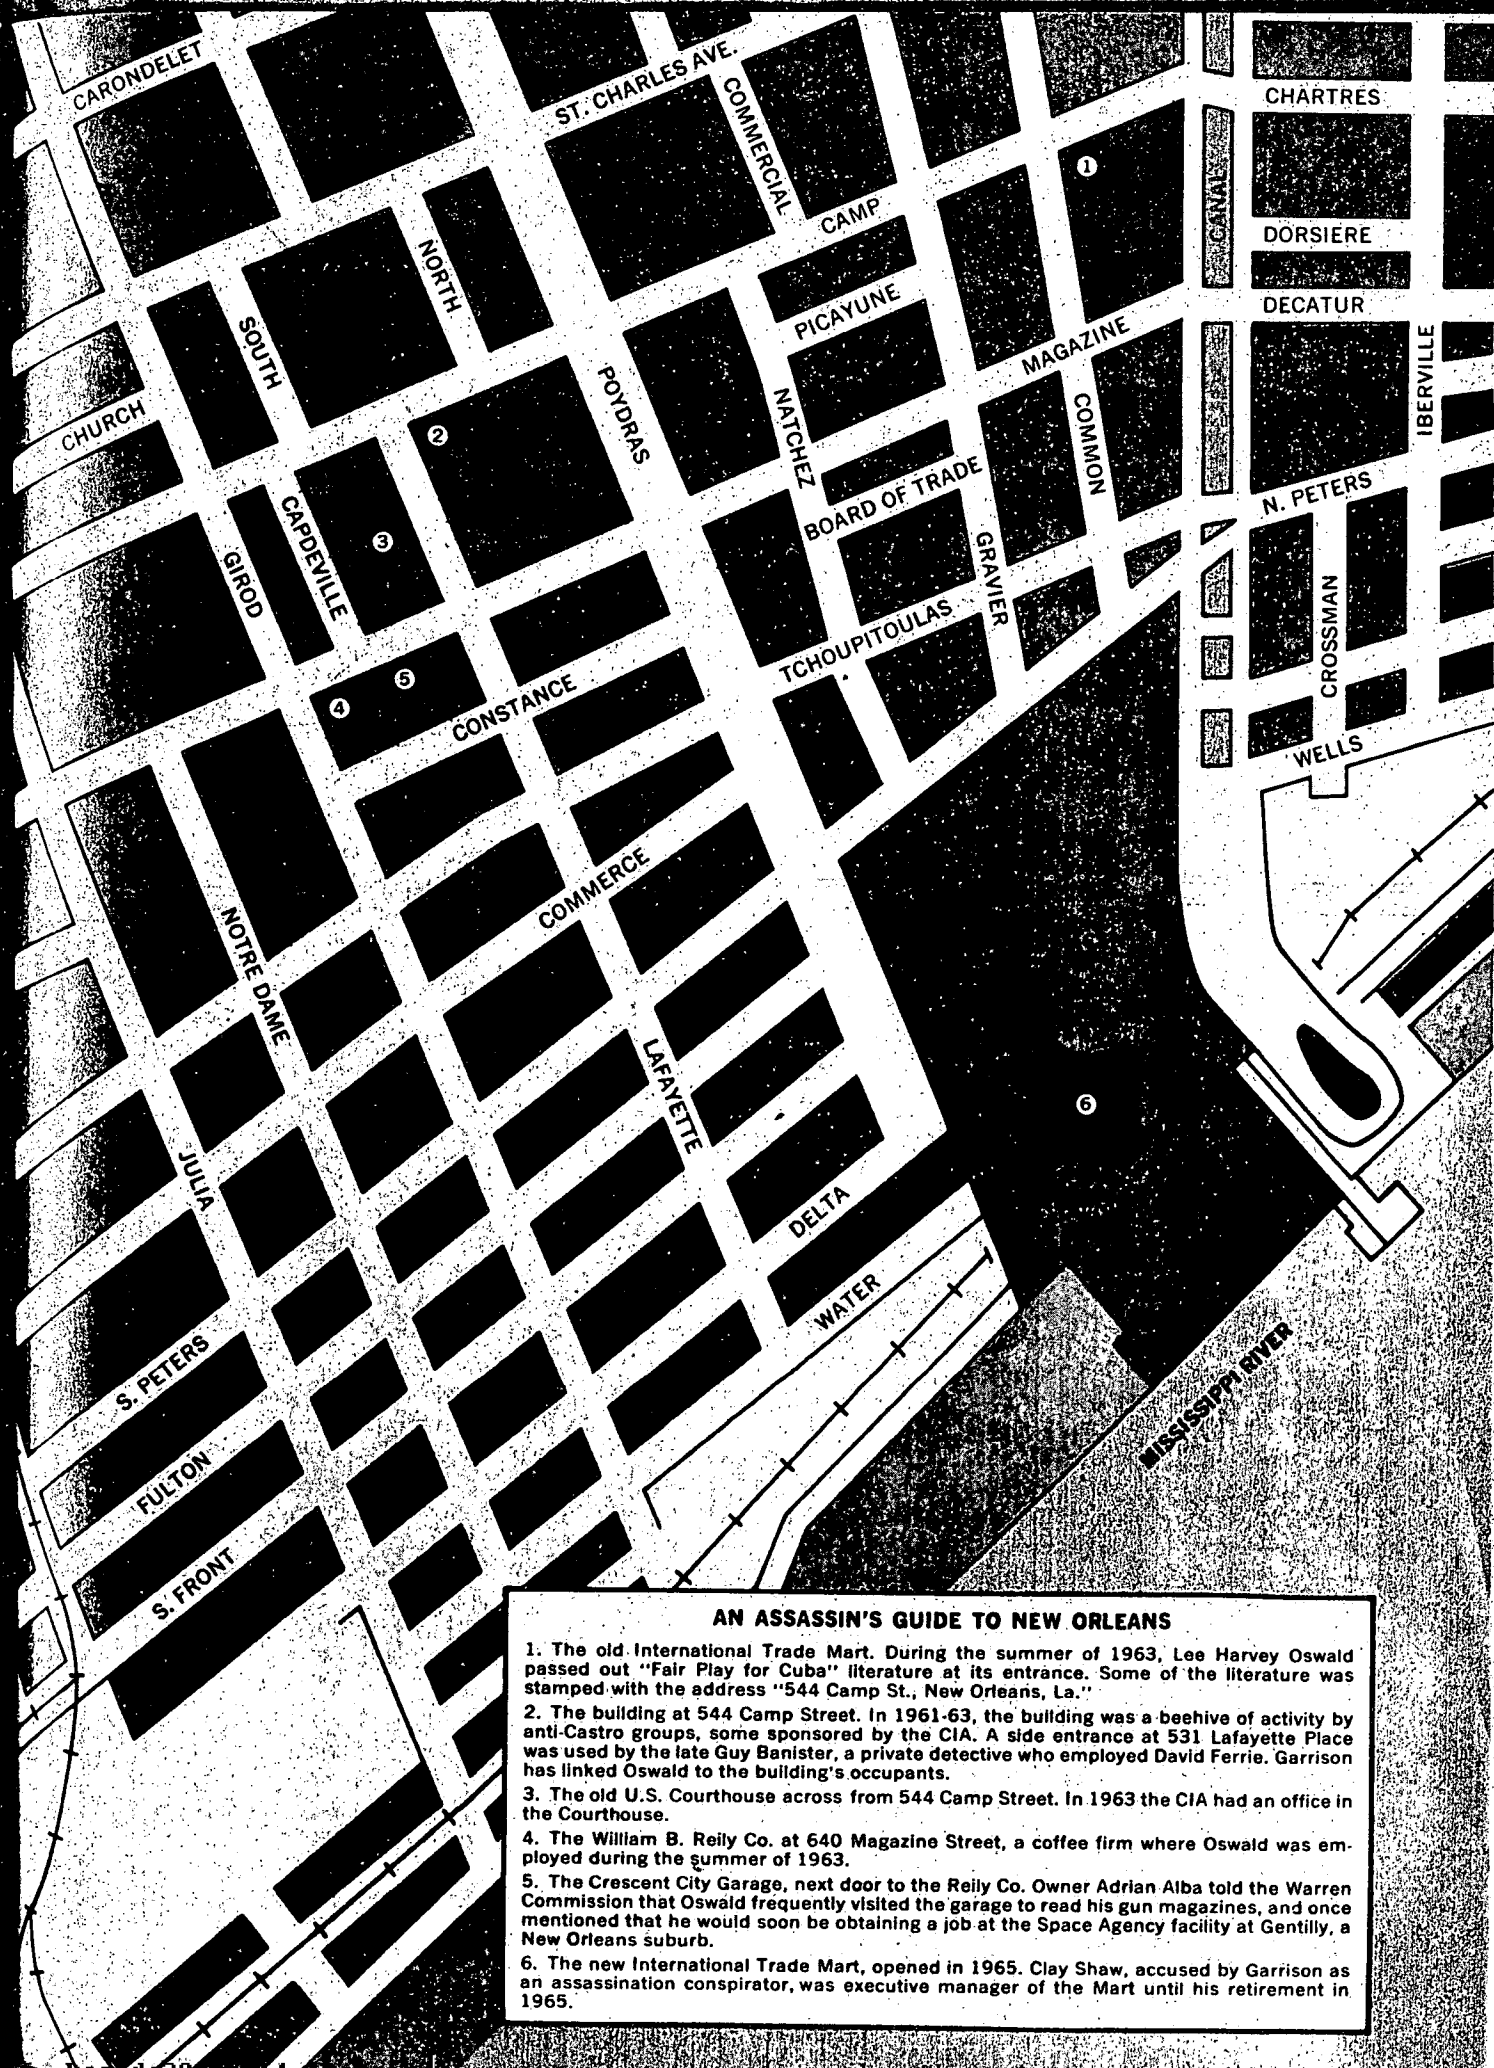 CARONDELET
ST. CHARLES AVE.
COMMERCIAL
CHARTRES
1
CANAL
CAMP
DORSIERE
NORTH
PICAYUNE
DECATUR
SOUTH
MAGAZINE
IBERVILLE
CHURCH
POYDRAS
NATCHEZ
COMMON
2
BOARD OF TRADE
N. PETERS
CAPDEVILLE
3
GIROD
GRAVIER
CROSSMAN
TCHOUPITOULAS
5
4
CONSTANCE
WELLS
COMMERCE
NOTRE DAME
LAFAYETTE
6
JULIA
DELTA
WATER
MISSISSIPPI RIVER
S. PETERS
FULTON
S. FRONT
AN ASSASSIN'S GUIDE TO NEW ORLEANS
1. The old International Trade Mart. During the summer of 1963, Lee Harvey Oswald
passed out "Fair Play for Cuba" literature at its entrance. Some of the literature was
stamped with the address "544 Camp St., New Orleans, La."
2. The building at 544 Camp Street. In 1961-63, the building was a beehive of activity by
anti-Castro groups, some sponsored by the CIA. A side entrance at 531 Lafayette Place
was used by the late Guy Banister, a private detective who employed David Ferrie. Garrison
has linked Oswald to the building's occupants.
3. The old U.S. Courthouse across from 544 Camp Street. In 1963 the CIA had an office in
the Courthouse.
4. The William B. Reily Co. at 640 Magazine Street, a coffee firm where Oswald was em-
ployed during the summer of 1963.
5. The Crescent City Garage, next door to the Reily Co. Owner Adrian Alba told the Warren
Commission that Oswald frequently visited the garage to read his gun magazines, and once
mentioned that he would soon be obtaining a job at the Space Agency facility at Gentilly, a
New Orleans suburb.
6. The new International Trade Mart, opened in 1965. Clay Shaw, accused by Garrison as
an assassination conspirator, was executive manager of the Mart until his retirement in
1965.